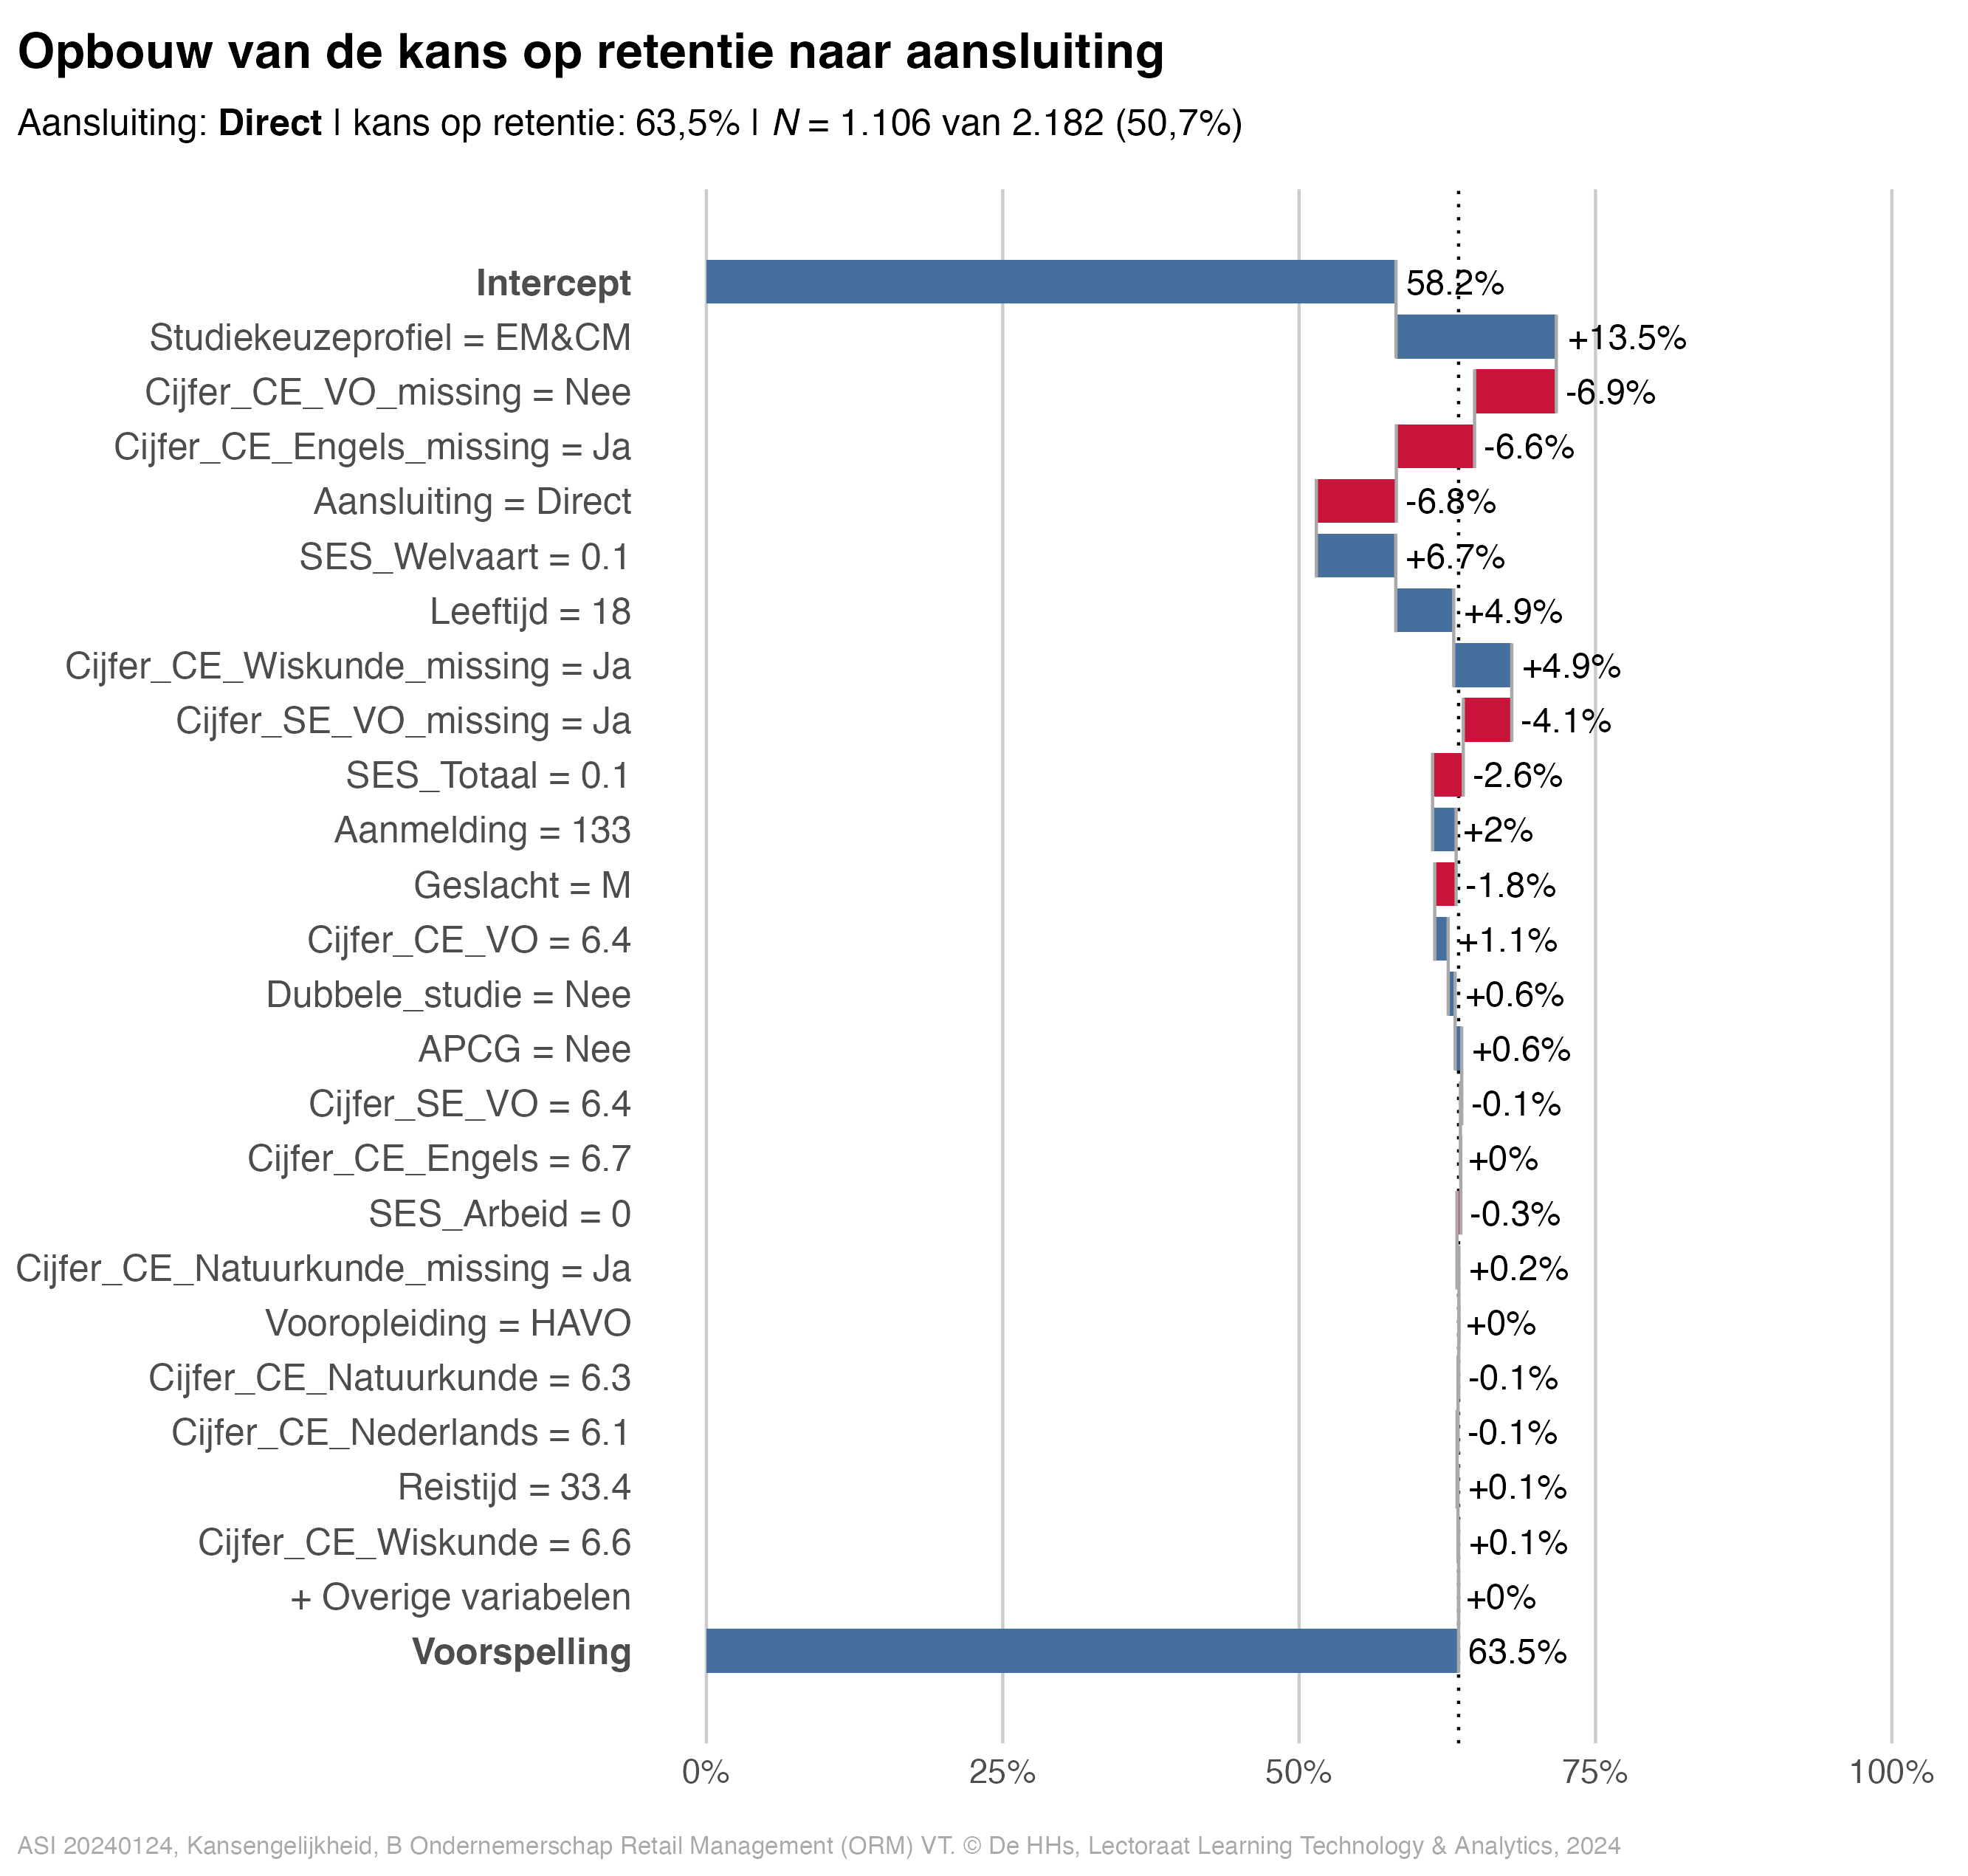 Opbouw van de kans op retentie naar aansluiting
Aansluiting: Direct | kans op retentie: 63,5% | N = 1.106 van 2.182 (50,7%)
Intercept 58.2%
Studiekeuzeprofiel = EM&CM +13.5%
Cijfer_CE_VO_missing = Nee -6.9%
Cijfer_CE_Engels_missing = Ja -6.6%
Aansluiting = Direct -6.8%
SES_Welvaart = 0.1 +6.7%
Leeftijd = 18 +4.9%
Cijfer_CE_Wiskunde_missing = Ja +4.9%
Cijfer_SE_VO_missing = Ja -4.1%
SES_Totaal = 0.1 -2.6%
Aanmelding = 133 +2%
Geslacht = M -1.8%
Cijfer_CE_VO = 6.4 +1.1%
Dubbele_studie = Nee +0.6%
APCG = Nee +0.6%
Cijfer_SE_VO = 6.4 -0.1%
Cijfer_CE_Engels = 6.7 +0%
SES_Arbeid = 0 -0.3%
Cijfer_CE_Natuurkunde_missing = Ja +0.2%
Vooropleiding = HAVO +0%
Cijfer_CE_Natuurkunde = 6.3 -0.1%
Cijfer_CE_Nederlands = 6.1 -0.1%
Reistijd = 33.4 +0.1%
Cijfer_CE_Wiskunde = 6.6 +0.1%
+ Overige variabelen +0%
Voorspelling 63.5%
0% 25% 50% 75% 100%
ASI 20240124, Kansengelijkheid, B Ondernemerschap Retail Management (ORM) VT. © De HHs, Lectoraat Learning Technology & Analytics, 2024